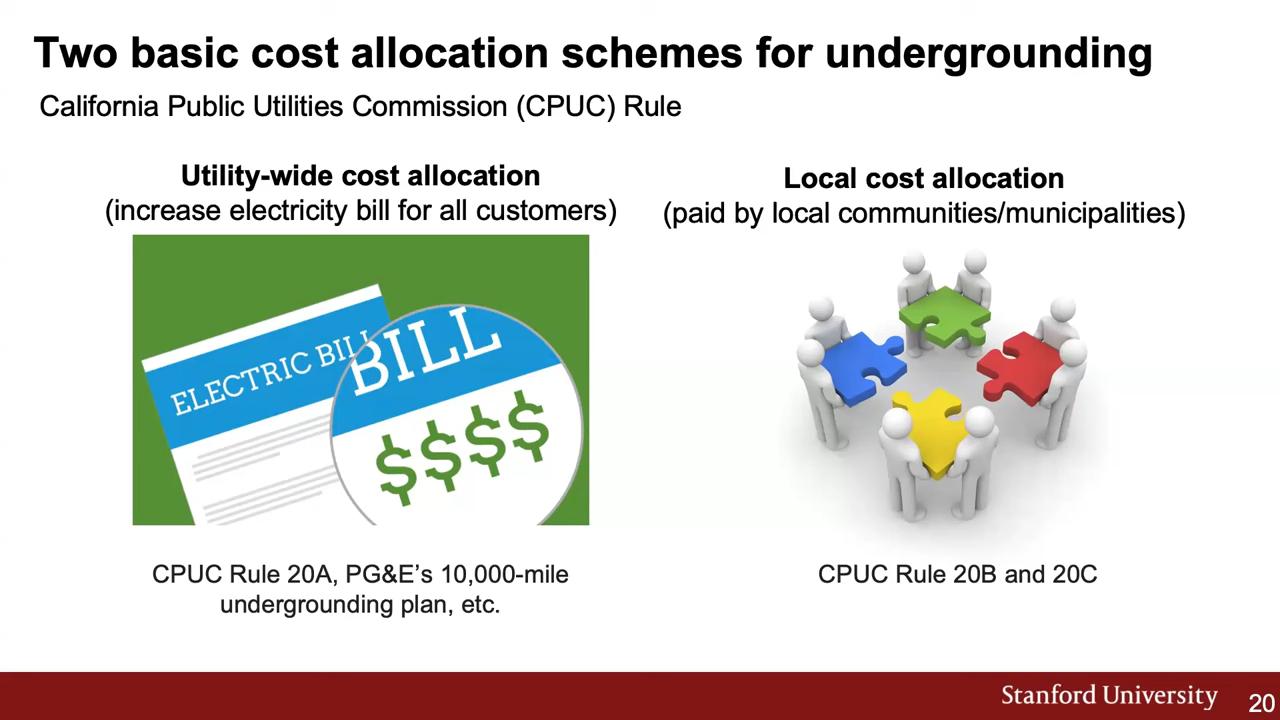 Two basic cost allocation schemes for undergrounding
California Public Utilities Commission (CPUC) Rule
Utility-wide cost allocation
(increase electricity bill for all customers)
ELECTRIC BILL
BILL
$$$$
CPUC Rule 20A, PG&E’s 10,000-mile
undergrounding plan, etc.
Local cost allocation
(paid by local communities/municipalities)
CPUC Rule 20B and 20C
Stanford University
20